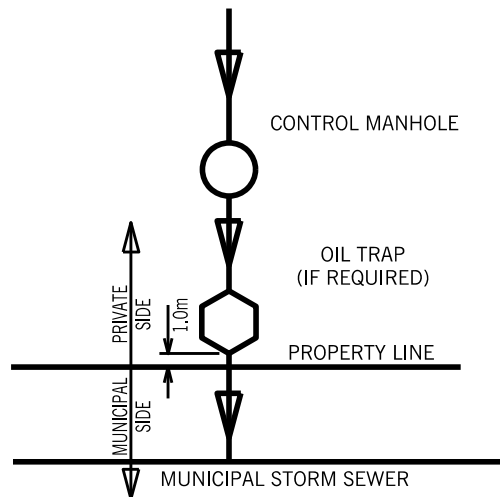 CONTROL MANHOLE
OIL TRAP
(IF REQUIRED)
PRIVATE
SIDE
1.0m
PROPERTY LINE
MUNICIPAL
SIDE
MUNICIPAL STORM SEWER